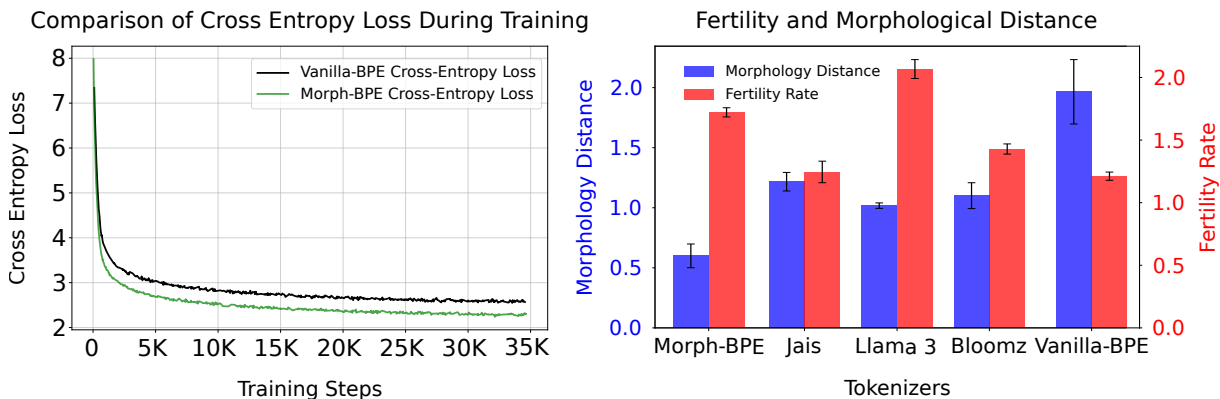 Comparison of Cross Entropy Loss During Training
Cross Entropy Loss
8
7
6
5
4
3
2
Vanilla-BPE Cross-Entropy Loss
Morph-BPE Cross-Entropy Loss
0 5K 10K 15K 20K 25K 30K 35K
Training Steps
Fertility and Morphological Distance
Morphology Distance
2.0
1.5
1.0
0.5
0.0
Morphology Distance
Fertility Rate
2.0
1.5
1.0
0.5
0.0
Fertility Rate
Morph-BPE Jais Llama 3 Bloomz Vanilla-BPE
Tokenizers